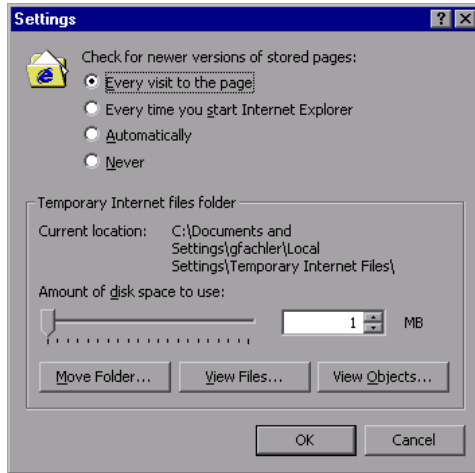 Settings
Check for newer versions of stored pages:
Every visit to the page
Every time you start Internet Explorer
Automatically
Never
Temporary Internet files folder
Current location: C:\Documents and
Settings\gfachler\Local
Settings\Temporary Internet Files\
Amount of disk space to use:
1 MB
Move Folder... View Files... View Objects...
OK Cancel